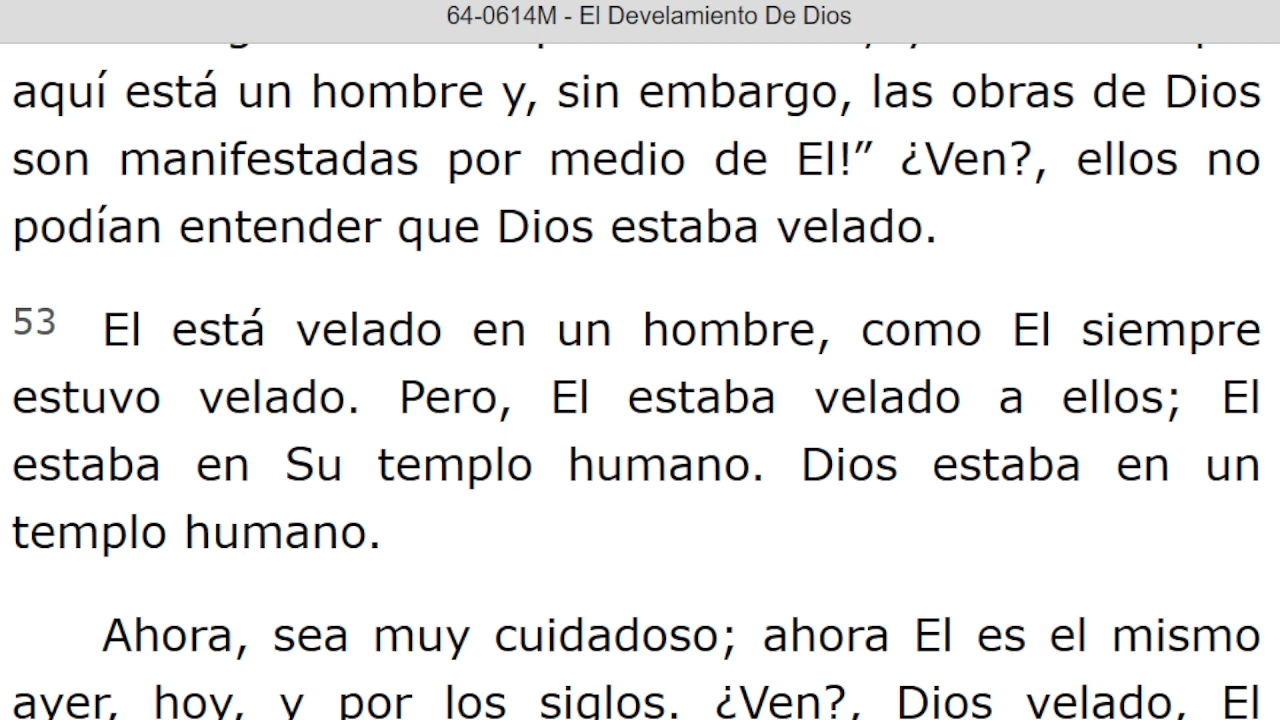 64-0614M - El Develamiento De Dios
aquí está un hombre y, sin embargo, las obras de Dios
son manifestadas por medio de El!” ¿Ven?, ellos no
podían entender que Dios estaba velado.
53 El está velado en un hombre, como El siempre
estuvo velado. Pero, El estaba velado a ellos; El
estaba en Su templo humano. Dios estaba en un
templo humano.
Ahora, sea muy cuidadoso; ahora El es el mismo
ayer, hoy, y por los siglos. ¿Ven?, Dios velado, El